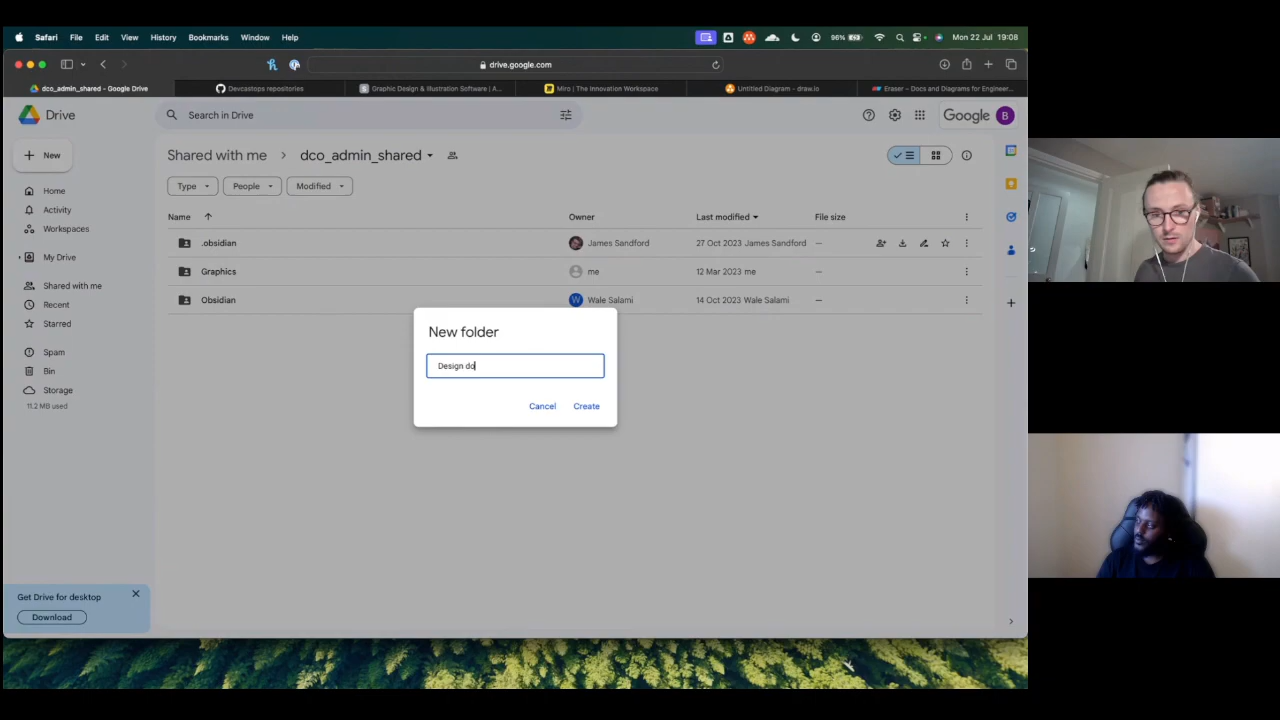 Safari File Edit View History Bookmarks Window Help 96% Mon 22 Jul 19:08
drive.google.com
dco_admin_shared - Google Drive Devcastops repositories Graphic Design & Illustration Software | A... Miro | The Innovation Workspace Untitled Diagram - draw.io Eraser – Docs and Diagrams for Engineer...
Drive Search in Drive Google B
New Shared with me dco_admin_shared
Type People Modified
Home
Activity
Workspaces
My Drive
Shared with me
Recent
Starred
Spam
Bin
Storage
11.2 MB used
Name Owner Last modified File size
.obsidian James Sandford 27 Oct 2023 James Sandford —
Graphics me 12 Mar 2023 me —
Obsidian W Wale Salami 14 Oct 2023 Wale Salami —
New folder
Design do
Cancel Create
Get Drive for desktop
Download